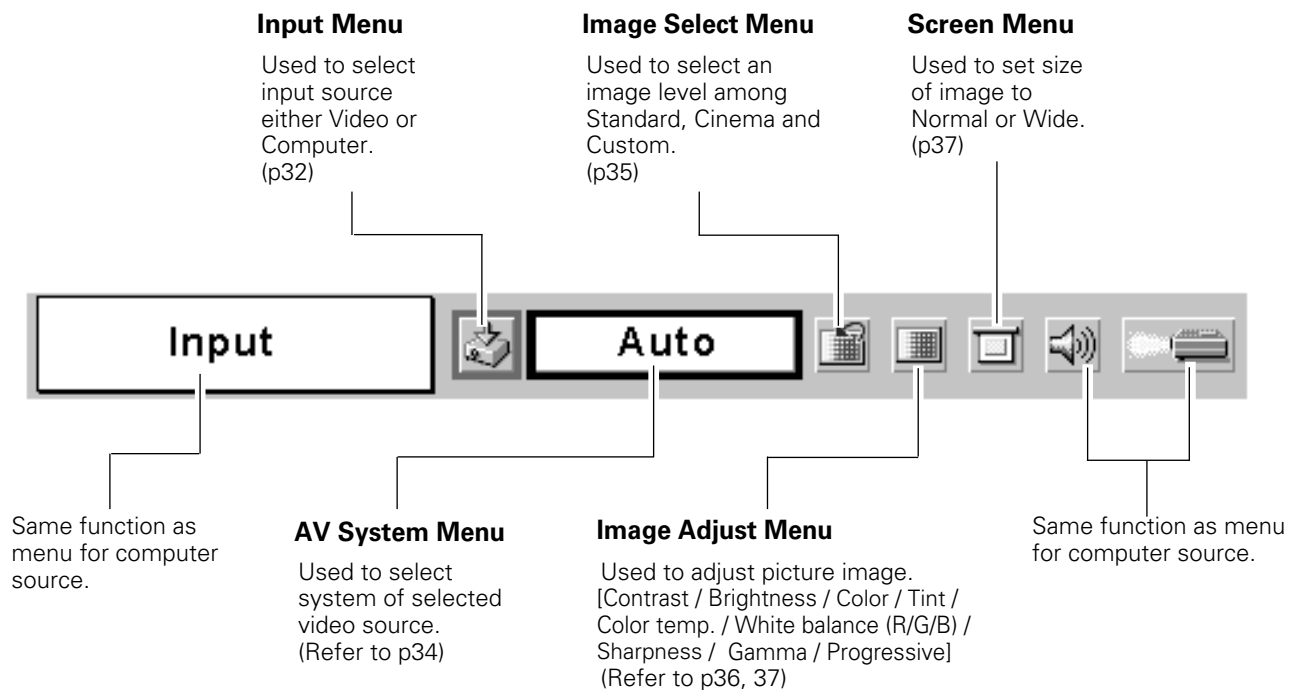 Input Menu
Used to select
input source
either Video or
Computer.
(p32)
Image Select Menu
Used to select an
image level among
Standard, Cinema and
Custom.
(p35)
Screen Menu
Used to set size
of image to
Normal or Wide.
(p37)
Input
Auto
Same function as
menu for computer
source.
AV System Menu
Used to select
system of selected
video source.
(Refer to p34)
Image Adjust Menu
Used to adjust picture image.
[Contrast / Brightness / Color / Tint /
Color temp. / White balance (R/G/B) /
Sharpness / Gamma / Progressive]
(Refer to p36, 37)
Same function as menu
for computer source.